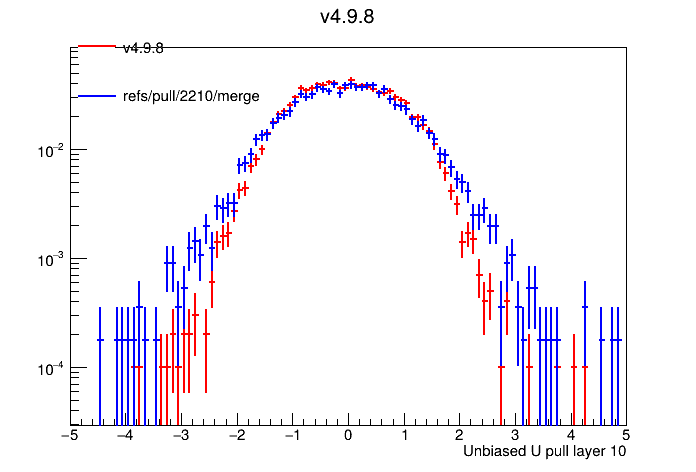 v4.9.8
v4.9.8
refs/pull/2210/merge
10⁻²
10⁻³
10⁻⁴
−5 −4 −3 −2 −1 0 1 2 3 4 5
Unbiased U pull layer 10